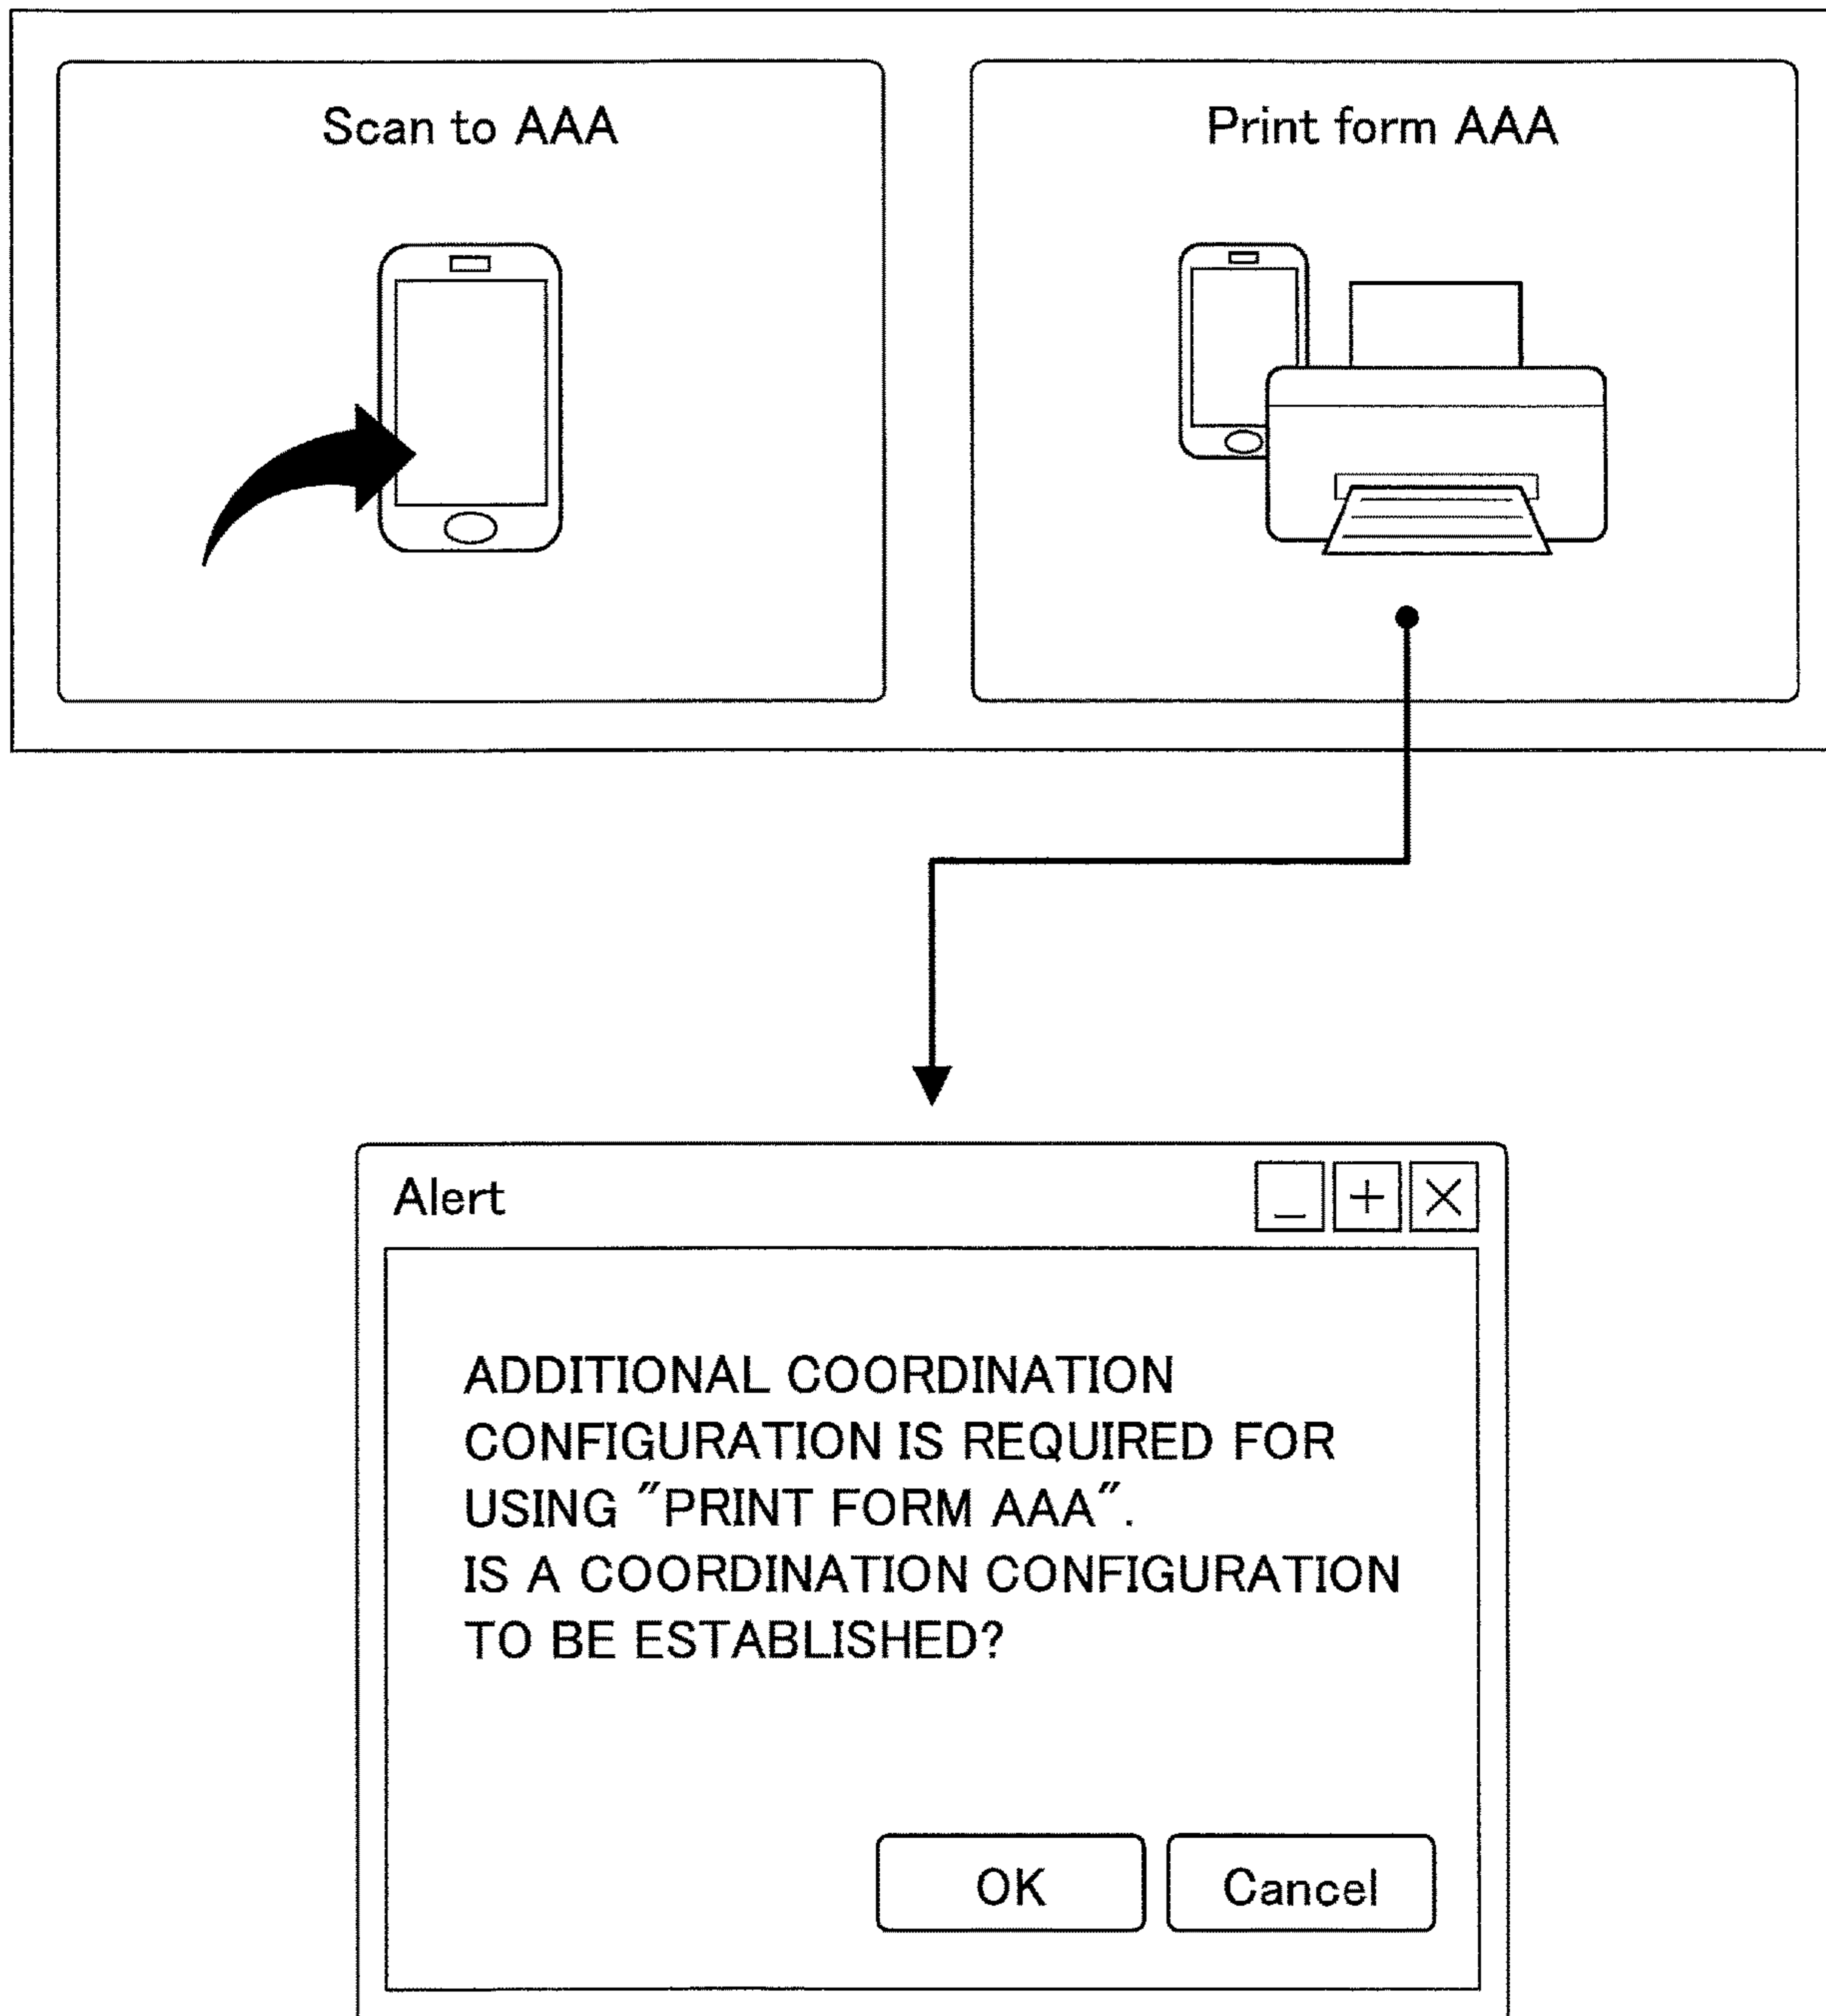 Scan to AAA
Print form AAA
Alert
ADDITIONAL COORDINATION
CONFIGURATION IS REQUIRED FOR
USING "PRINT FORM AAA".
IS A COORDINATION CONFIGURATION
TO BE ESTABLISHED?
OK
Cancel